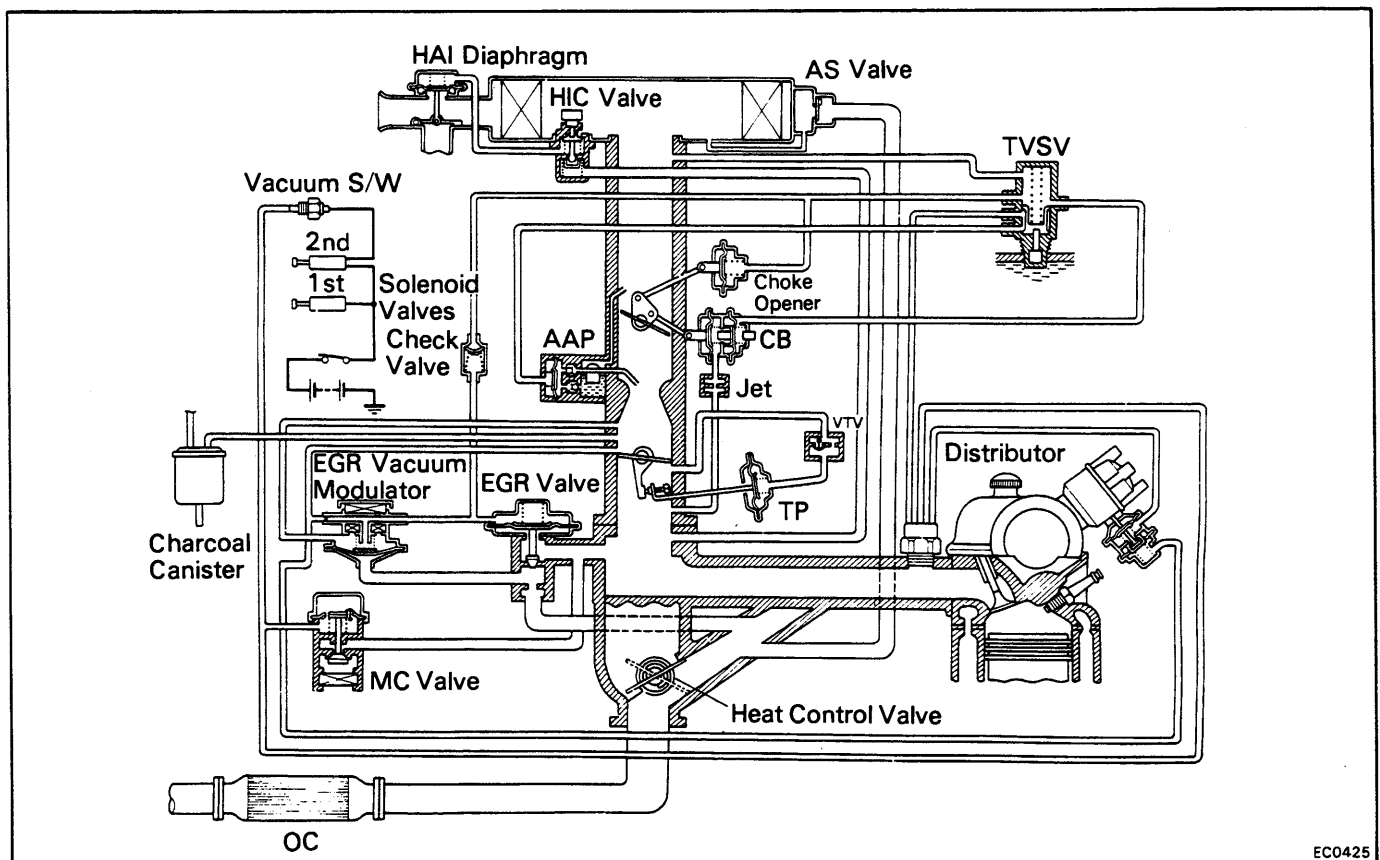 HAI Diaphragm
AS Valve
HIC Valve
TVSV
Vacuum S/W
2nd
1st
Solenoid
Valves
Choke
Opener
Check
Valve
AAP
CB
Jet
VTV
Distributor
EGR Vacuum
Modulator
EGR Valve
TP
Charcoal
Canister
MC Valve
Heat Control Valve
OC
EC0425